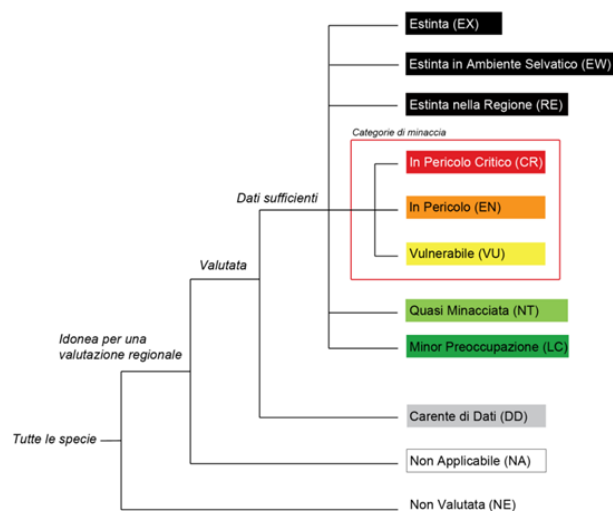 Estinta (EX)
Estinta in Ambiente Selvatico (EW)
Estinta nella Regione (RE)
Categorie di minaccia
In Pericolo Critico (CR)
Dati sufficienti
In Pericolo (EN)
Vulnerabile (VU)
Valutata
Quasi Minacciata (NT)
Idonea per una
valutazione regionale
Minor Preoccupazione (LC)
Carente di Dati (DD)
Tutte le specie
Non Applicabile (NA)
Non Valutata (NE)